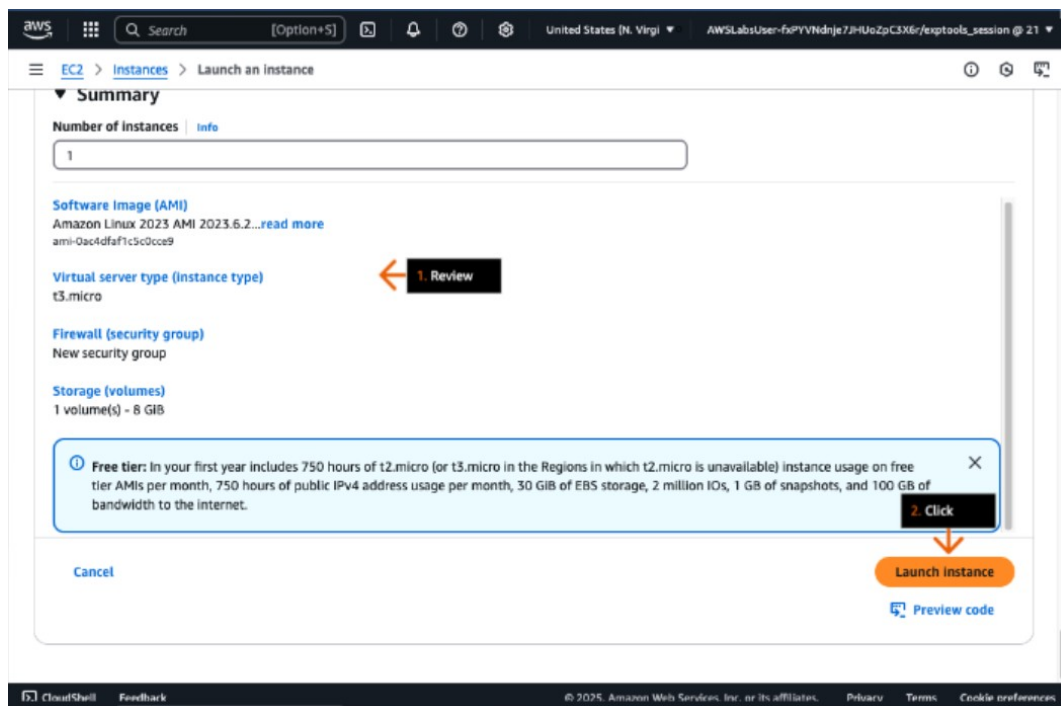 aws
Search [Option+S]
United States (N. Virgi
AWSLabsUser-fxPYVNdnje7JHUoZpC3X6r/exptools_session @ 21
EC2 > Instances > Launch an instance
Summary
Number of instances | Info
1
Software Image (AMI)
Amazon Linux 2023 AMI 2023.6.2...read more
ami-0ac4dfaf1c5c0cce9
Virtual server type (instance type)
1. Review
t3.micro
Firewall (security group)
New security group
Storage (volumes)
1 volume(s) - 8 GiB
Free tier: In your first year includes 750 hours of t2.micro (or t3.micro in the Regions in which t2.micro is unavailable) instance usage on free
tier AMIs per month, 750 hours of public IPv4 address usage per month, 30 GiB of EBS storage, 2 million IOs, 1 GB of snapshots, and 100 GB of
bandwidth to the internet.
2. Click
Cancel
Launch instance
Preview code
CloudShell Feedback
© 2025, Amazon Web Services, Inc. or its affiliates. Privacy Terms Cookie preferences